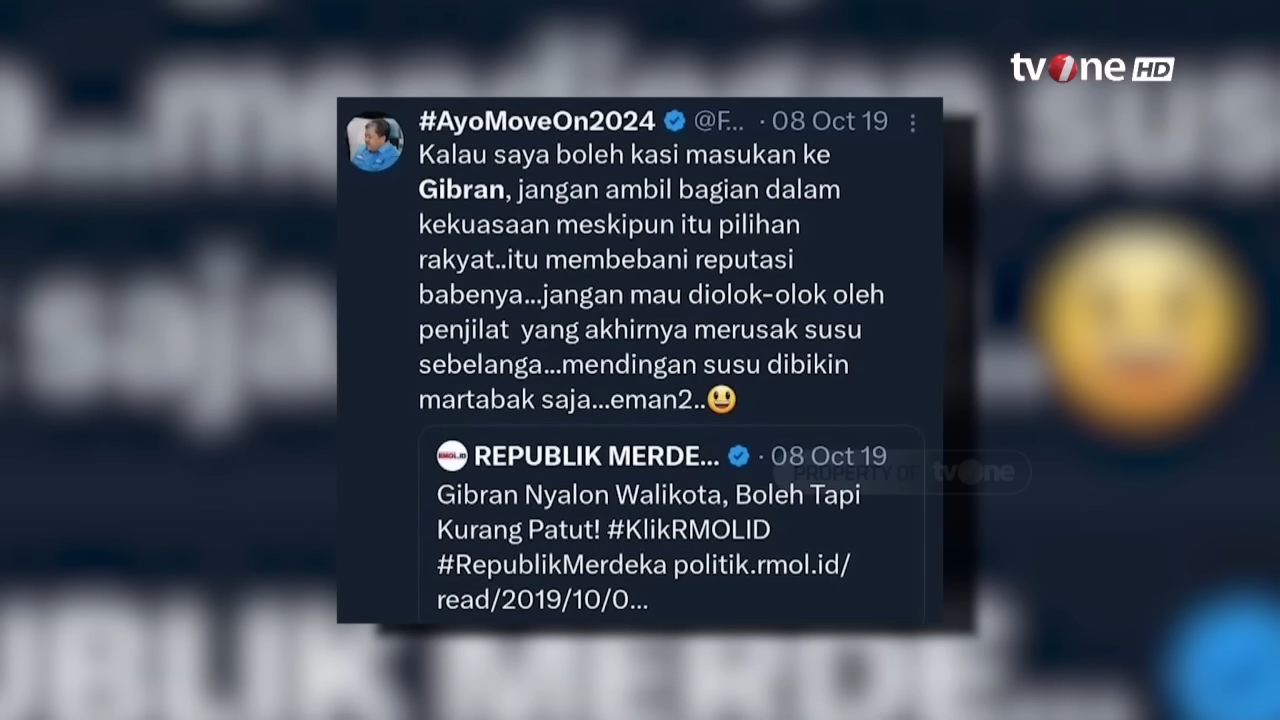 tvOne HD
#AyoMoveOn2024 @F... · 08 Oct 19
Kalau saya boleh kasi masukan ke
Gibran, jangan ambil bagian dalam
kekuasaan meskipun itu pilihan
rakyat..itu membebani reputasi
babenya...jangan mau diolok-olok oleh
penjilat yang akhirnya merusak susu
sebelanga...mendingan susu dibikin
martabak saja...eman2..😃
REPUBLIK MERDE... · 08 Oct 19
PROPERTY OF tvOne
Gibran Nyalon Walikota, Boleh Tapi
Kurang Patut! #KlikRMOLID
#RepublikMerdeka politik.rmol.id/
read/2019/10/0...